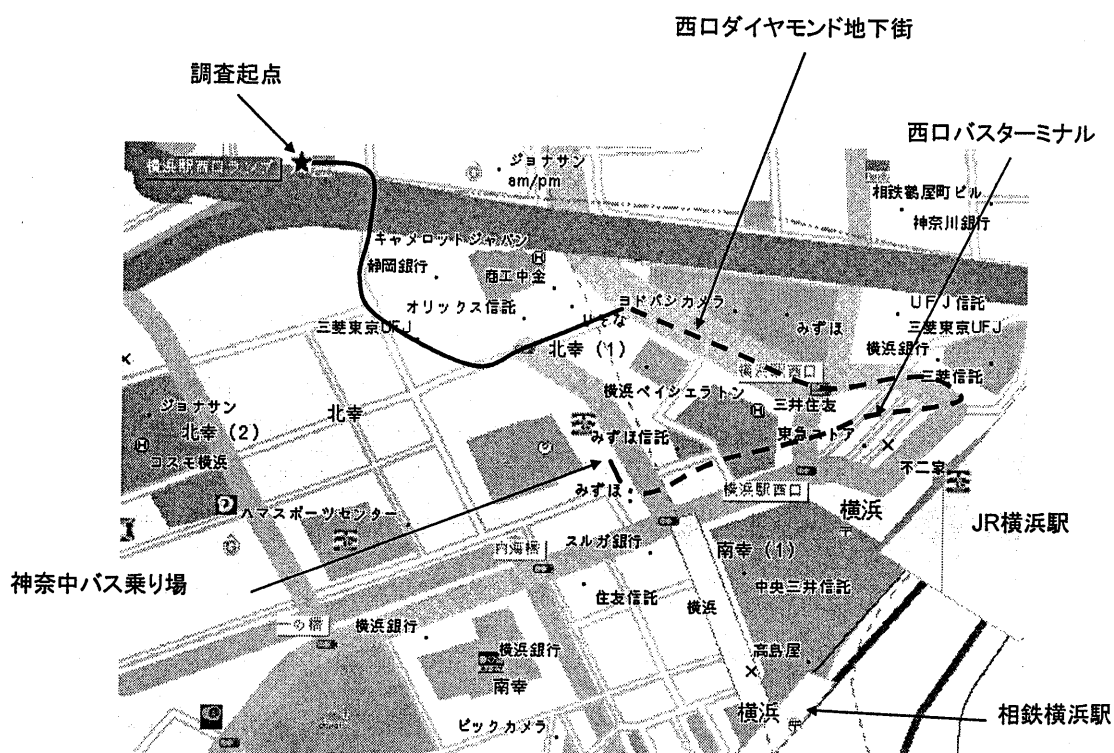 西口ダイヤモンド地下街
調査起点
西口バスターミナル
横浜駅西口ランプ
ジョナサン
am/pm
相鉄鶴屋町ビル
神奈川銀行
キャメロットジャパン
静岡銀行
商工中金
オリックス信託
りそな
ヨドバシカメラ
みずほ
UFJ信託
三菱東京UFJ
三菱東京UFJ
横浜銀行
北幸(1)
横浜駅西口
三菱信託
横浜ベイシェラトン
三井住友
ジョナサン
北幸
北幸(2)
みずほ信託
東急ストア
コスモ横浜
不二家
みずほ
横浜駅西口
ハマスポーツセンター
横浜
JR横浜駅
内海橋
スルガ銀行
南幸(1)
神奈中バス乗り場
中央三井信託
住友信託
横浜
一の橋
横浜銀行
横浜銀行
高島屋
南幸
ビックカメラ
横浜
相鉄横浜駅